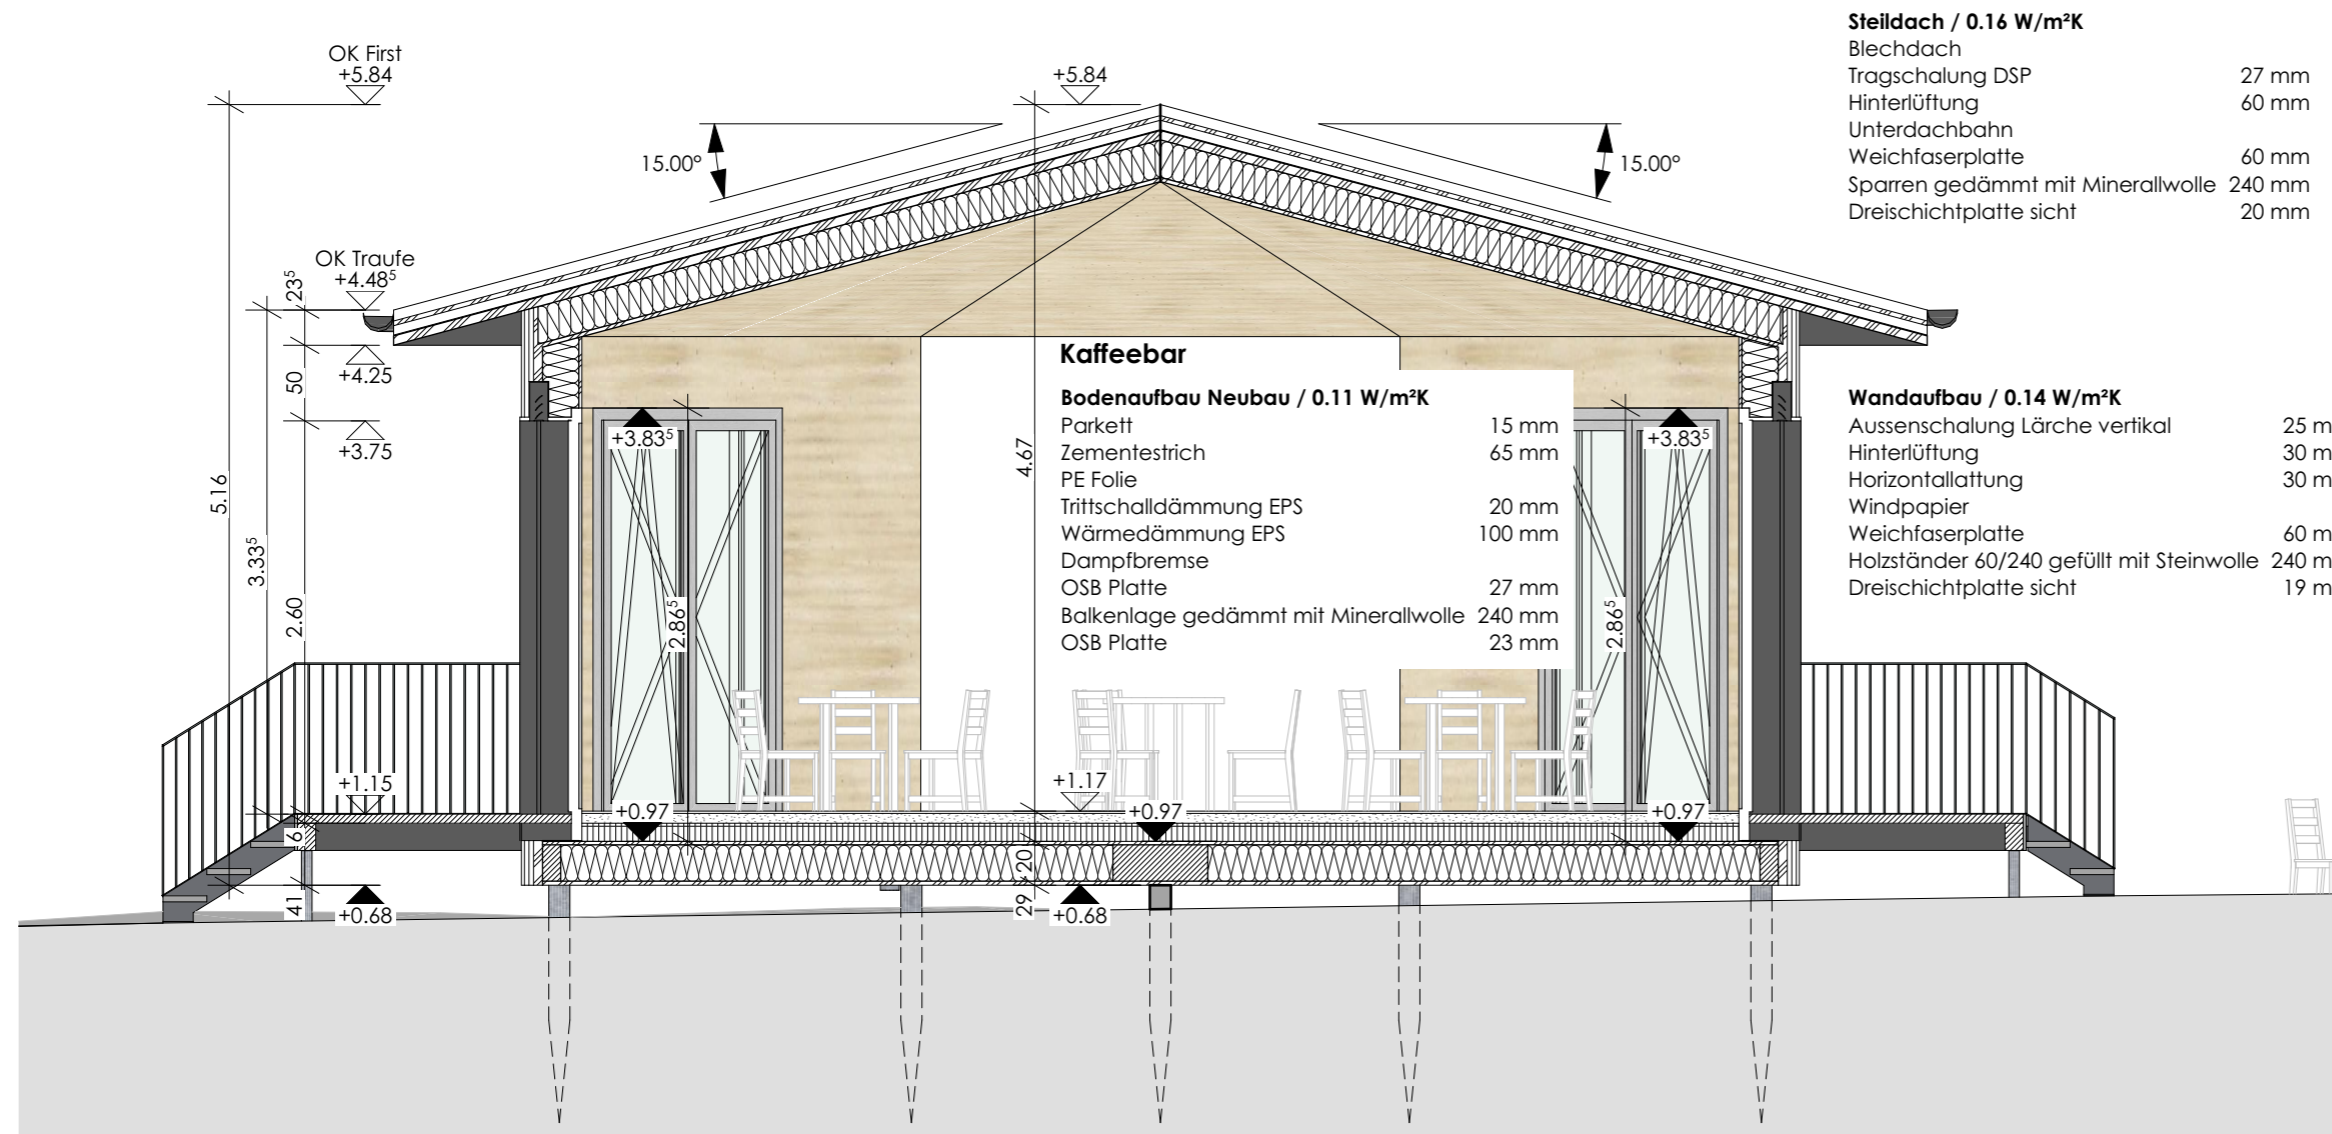 Steildach / 0.16 W/m²K
Blechdach
Tragschalung DSP 27 mm
Hinterlüftung 60 mm
Unterdachbahn
Weichfaserplatte 60 mm
Sparren gedämmt mit Minerallwolle 240 mm
Dreischichtplatte sicht 20 mm
OK First
+5.84
+5.84
15.00°
15.00°
OK Traufe
+4.48⁵
23⁵
+4.25
50
+3.75
5.16
3.33⁵
2.60
4.67
Kaffeebar
Bodenaufbau Neubau / 0.11 W/m²K
Parkett 15 mm
Zementestrich 65 mm
PE Folie
Trittschalldämmung EPS 20 mm
Wärmedämmung EPS 100 mm
Dampfbremse
OSB Platte 27 mm
Balkenlage gedämmt mit Minerallwolle 240 mm
OSB Platte 23 mm
Wandaufbau / 0.14 W/m²K
Aussenschalung Lärche vertikal 25 m
Hinterlüftung 30 m
Horizontallattung 30 m
Windpapier
Weichfaserplatte 60 m
Holzständer 60/240 gefüllt mit Steinwolle 240 m
Dreischichtplatte sicht 19 m
+3.83⁵
+3.83⁵
2.86⁵
2.86⁵
+1.15
+1.17
+0.97
+0.97
+0.97
6
20
41
29
+0.68
+0.68